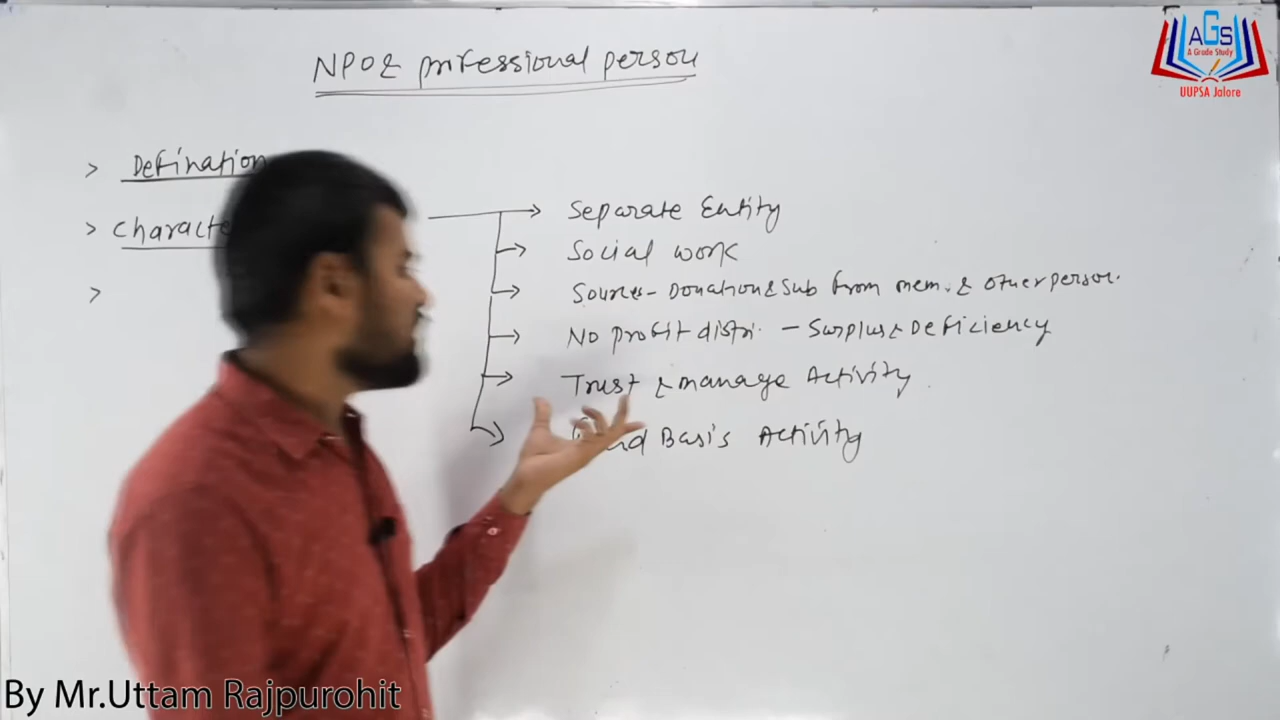 AGS
A Grade Study
UUPSA Jalore
NPO & professional person
> Defination
> Characte
>
Separate Entity
Social work
Sources - Donation & Sub from mem. & other person.
No profit distri. - Surplus & Deficiency
Trust & manage Activity
Basis Activity
By Mr.Uttam Rajpurohit